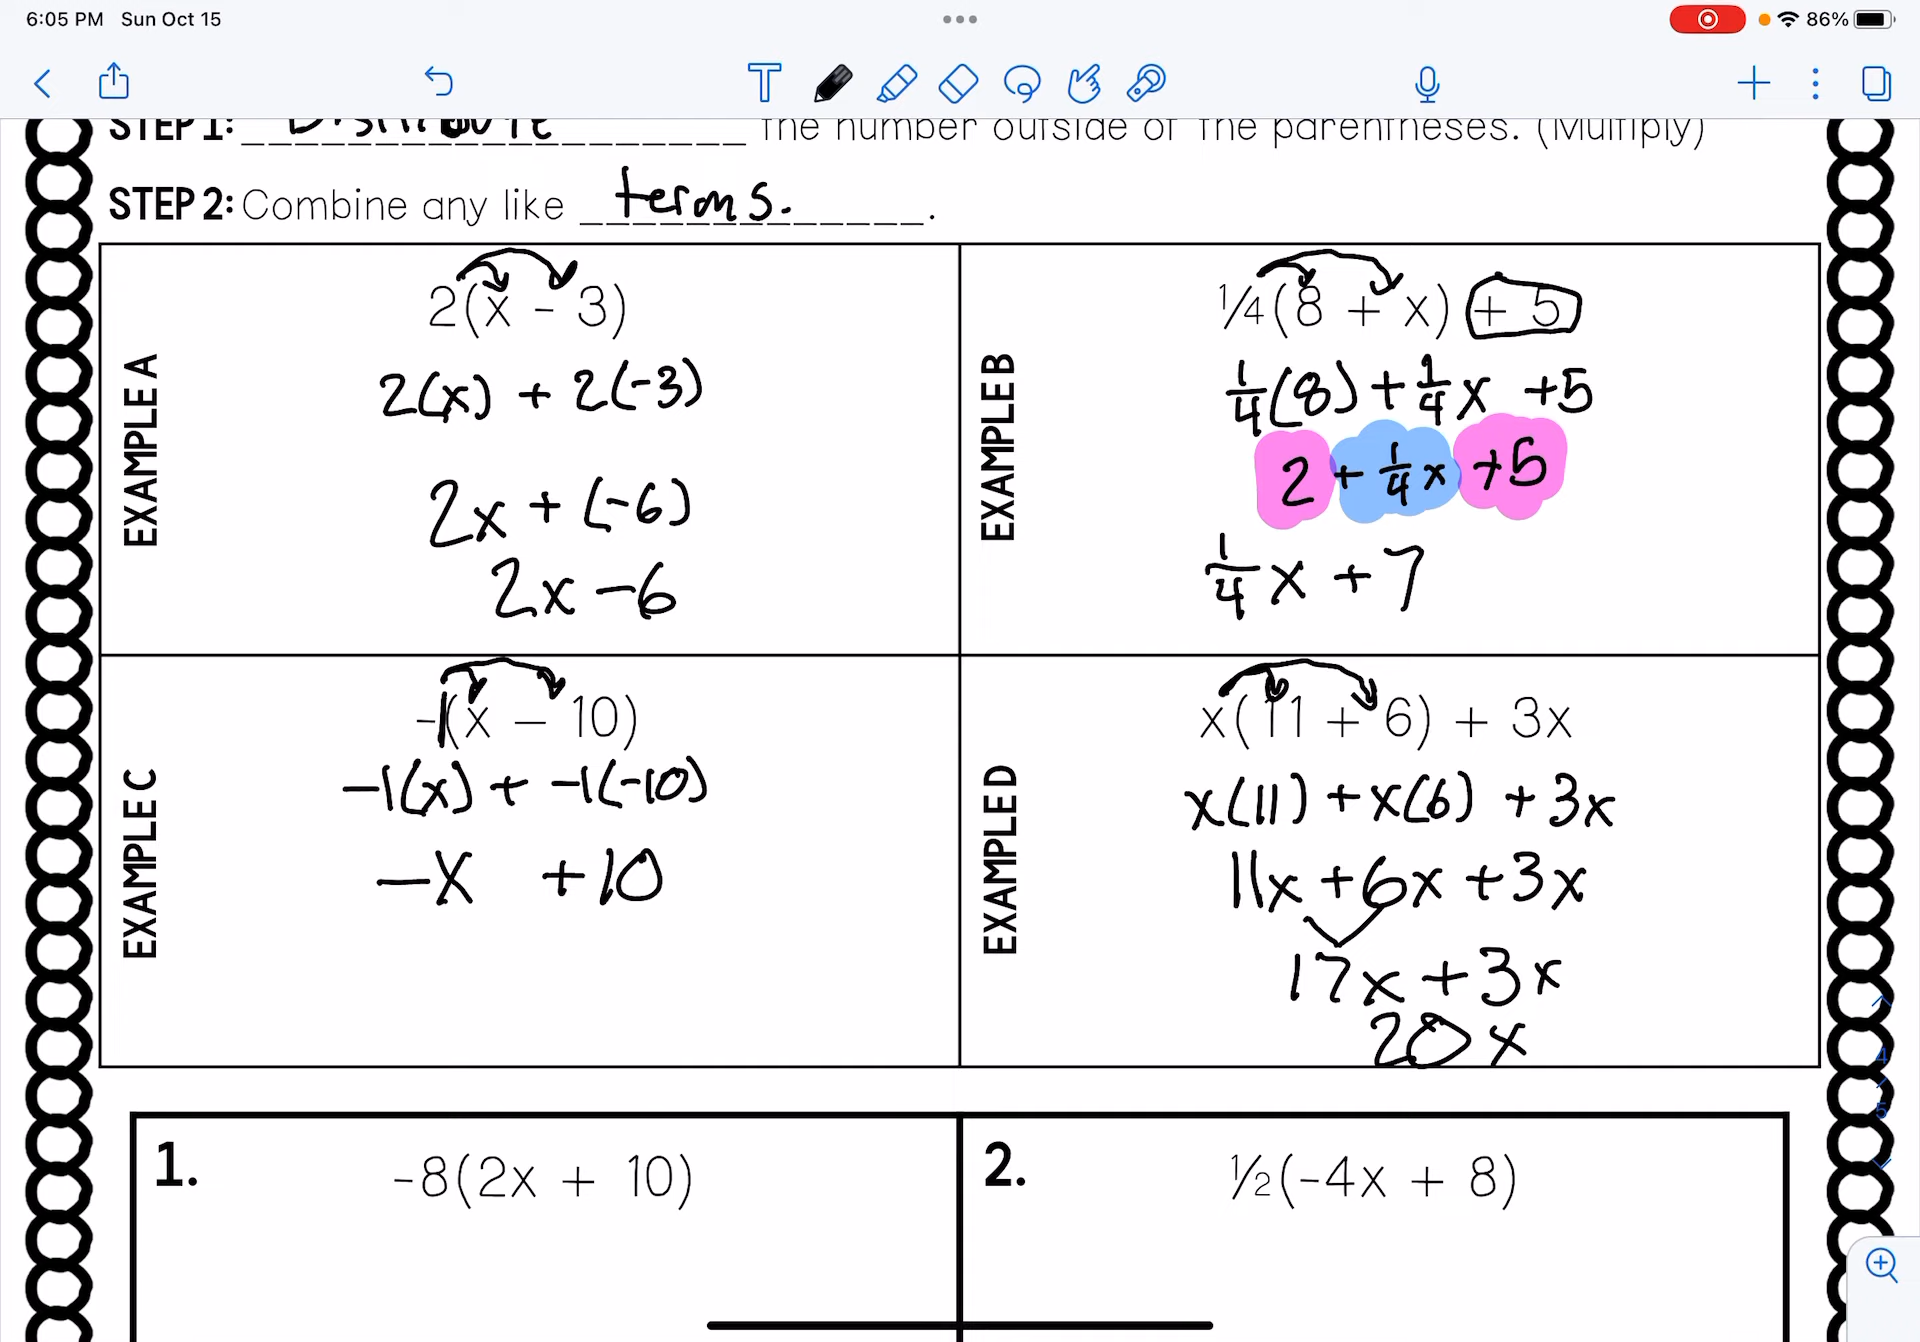 6:05 PM Sun Oct 15
86%
STEP 1: Distribute the number outside of the parentheses. (Multiply)
STEP 2: Combine any like terms.
EXAMPLE A
2(x - 3)
2(x) + 2(-3)
2x + (-6)
2x - 6
EXAMPLE B
¼(8 + x) + 5
1/4(8) + 1/4x +5
2 + 1/4x +5
1/4x + 7
EXAMPLE C
-1(x - 10)
-1(x) + -1(-10)
-x +10
EXAMPLE D
x(11 + 6) + 3x
x(11) + x(6) + 3x
11x + 6x + 3x
17x + 3x
20x
4
5
1. -8(2x + 10)
2. ½(-4x + 8)